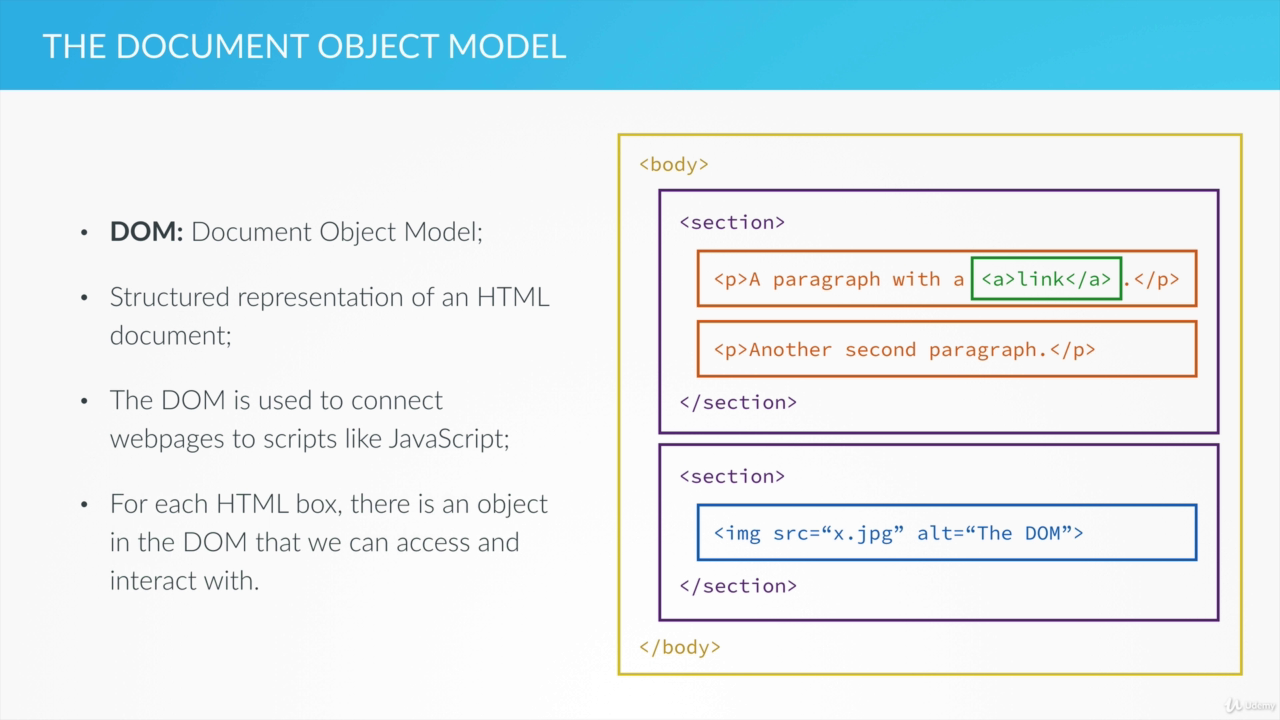 THE DOCUMENT OBJECT MODEL
• DOM: Document Object Model;
• Structured representation of an HTML
document;
• The DOM is used to connect
webpages to scripts like JavaScript;
• For each HTML box, there is an object
in the DOM that we can access and
interact with.
<body>
<section>
<p>A paragraph with a <a>link</a>.</p>
<p>Another second paragraph.</p>
</section>
<section>
<img src=“x.jpg” alt=“The DOM”>
</section>
</body>
Udemy